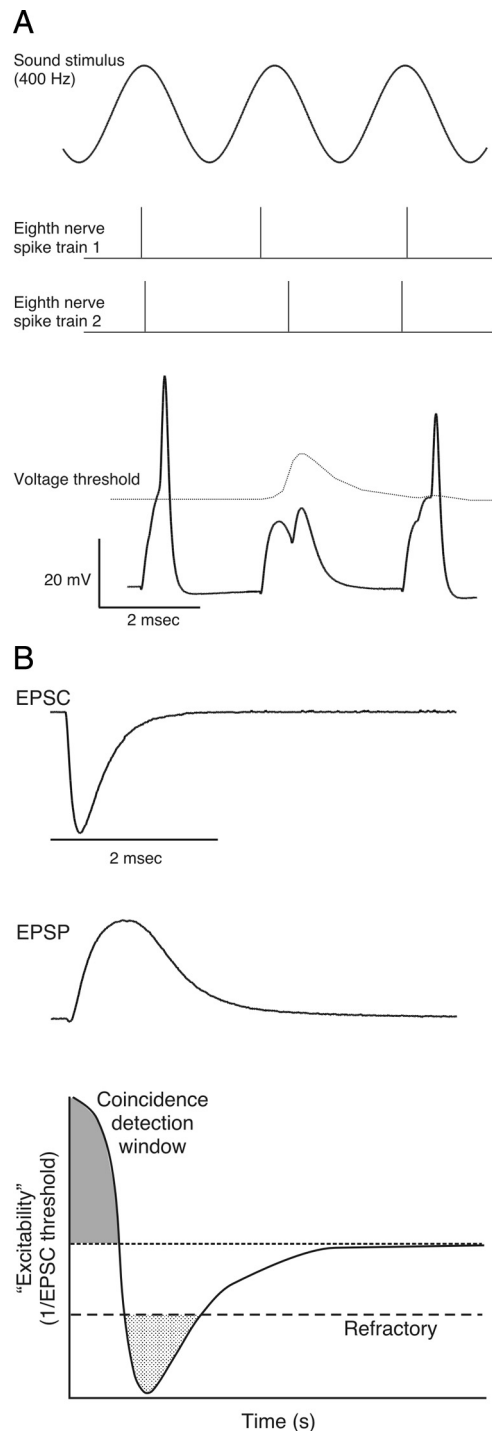 A
Sound stimulus
(400 Hz)
Eighth nerve
spike train 1
Eighth nerve
spike train 2
Voltage threshold
20 mV
2 msec
B
EPSC
2 msec
EPSP
Coincidence
detection
window
“Excitability”
(1/EPSC threshold)
Refractory
Time (s)